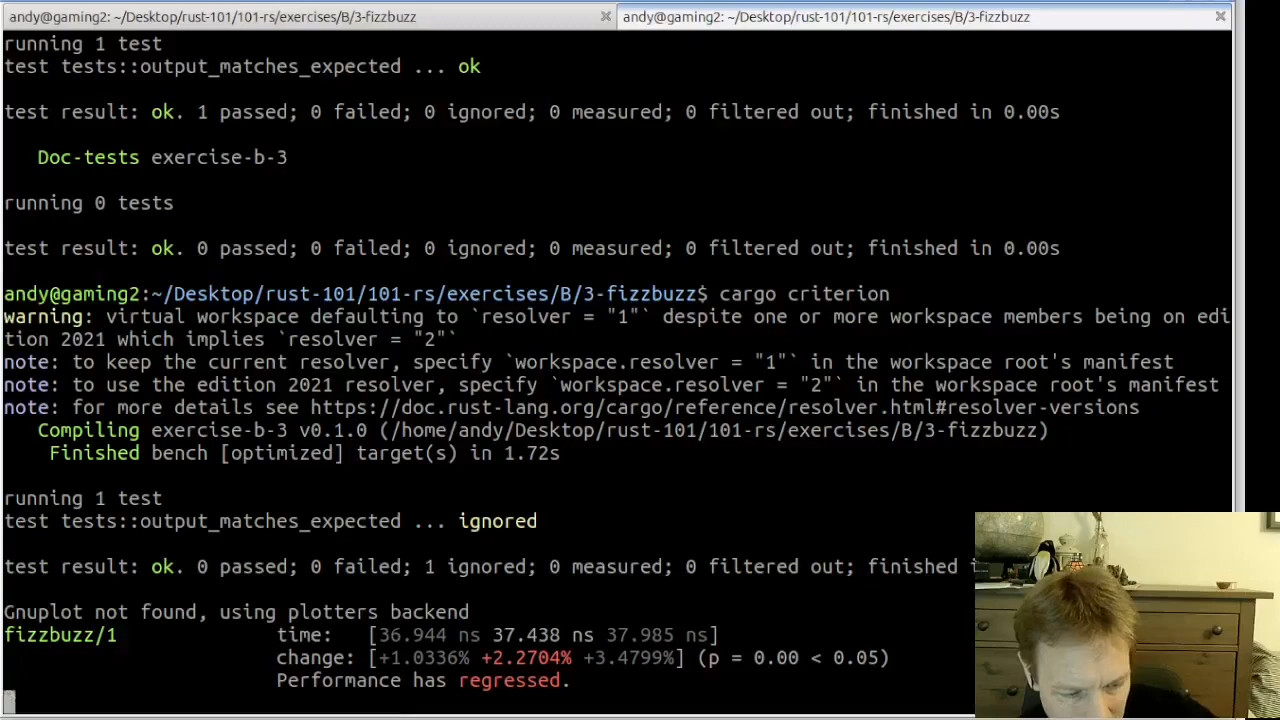 andy@gaming2: ~/Desktop/rust-101/101-rs/exercises/B/3-fizzbuzz
andy@gaming2: ~/Desktop/rust-101/101-rs/exercises/B/3-fizzbuzz
running 1 test
test tests::output_matches_expected ... ok
test result: ok. 1 passed; 0 failed; 0 ignored; 0 measured; 0 filtered out; finished in 0.00s
Doc-tests exercise-b-3
running 0 tests
test result: ok. 0 passed; 0 failed; 0 ignored; 0 measured; 0 filtered out; finished in 0.00s
andy@gaming2:~/Desktop/rust-101/101-rs/exercises/B/3-fizzbuzz$ cargo criterion
warning: virtual workspace defaulting to `resolver = "1"` despite one or more workspace members being on edi
tion 2021 which implies `resolver = "2"`
note: to keep the current resolver, specify `workspace.resolver = "1"` in the workspace root's manifest
note: to use the edition 2021 resolver, specify `workspace.resolver = "2"` in the workspace root's manifest
note: for more details see https://doc.rust-lang.org/cargo/reference/resolver.html#resolver-versions
Compiling exercise-b-3 v0.1.0 (/home/andy/Desktop/rust-101/101-rs/exercises/B/3-fizzbuzz)
Finished bench [optimized] target(s) in 1.72s
running 1 test
test tests::output_matches_expected ... ignored
test result: ok. 0 passed; 0 failed; 1 ignored; 0 measured; 0 filtered out; finished
Gnuplot not found, using plotters backend
fizzbuzz/1 time: [36.944 ns 37.438 ns 37.985 ns]
change: [+1.0336% +2.2704% +3.4799%] (p = 0.00 < 0.05)
Performance has regressed.